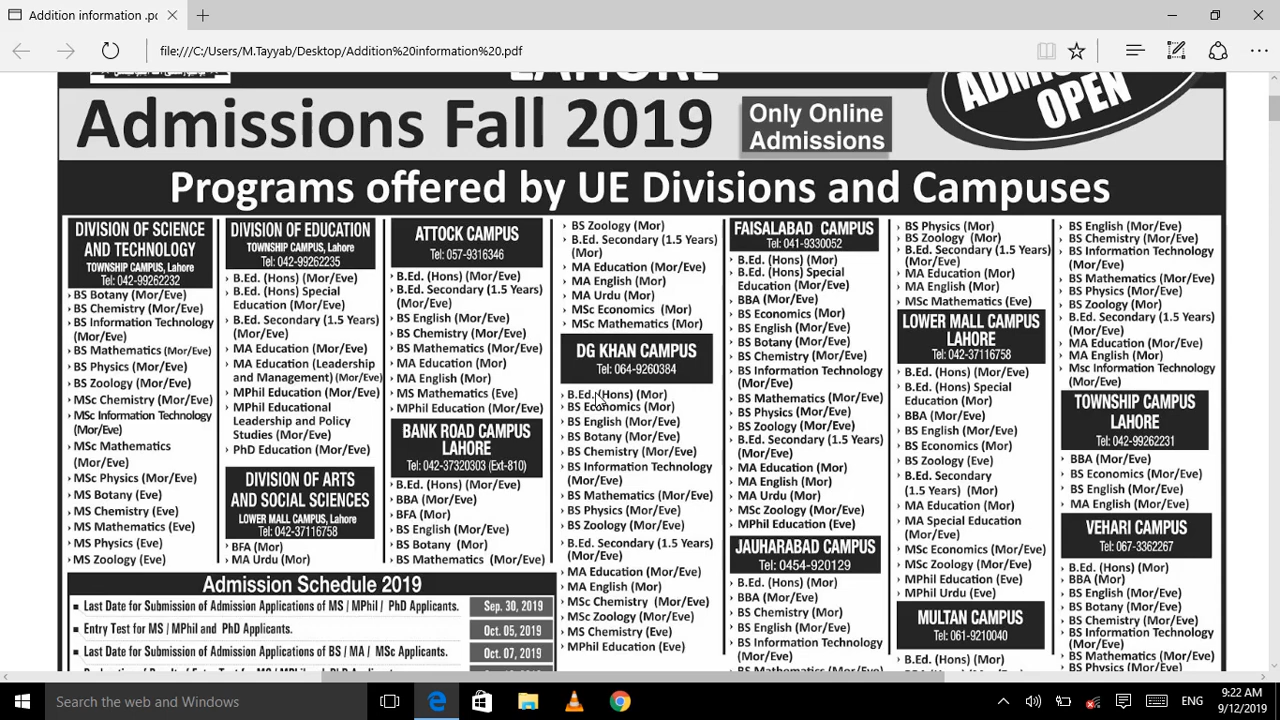 Addition information .pdf
file:///C:/Users/M.Tayyab/Desktop/Addition%20information%20.pdf
LAHORE
Admissions Fall 2019
Only Online
Admissions
OPEN
Programs offered by UE Divisions and Campuses
DIVISION OF SCIENCE
AND TECHNOLOGY
TOWNSHIP CAMPUS, Lahore
Tel: 042-99262232
BS Botany (Mor/Eve)
BS Chemistry (Mor/Eve)
BS Information Technology
(Mor/Eve)
BS Mathematics (Mor/Eve)
BS Physics (Mor/Eve)
BS Zoology (Mor/Eve)
MSc Chemistry (Mor/Eve)
MSc Information Technology
(Mor/Eve)
MSc Mathematics
(Mor/Eve)
MSc Physics (Mor/Eve)
MS Botany (Eve)
MS Chemistry (Eve)
MS Mathematics (Eve)
MS Physics (Eve)
MS Zoology (Eve)
DIVISION OF EDUCATION
TOWNSHIP CAMPUS, Lahore
Tel: 042-99262235
B.Ed. (Hons) (Mor/Eve)
B.Ed. (Hons) Special
Education (Mor/Eve)
B.Ed. Secondary (1.5 Years)
(Mor/Eve)
MA Education (Mor/Eve)
MA Education (Leadership
and Management) (Mor/Eve)
MPhil Education (Mor/Eve)
MPhil Educational
Leadership and Policy
Studies (Mor/Eve)
PhD Education (Mor/Eve)
DIVISION OF ARTS
AND SOCIAL SCIENCES
LOWER MALL CAMPUS, Lahore
Tel: 042-37116758
BFA (Mor)
MA Urdu (Mor)
ATTOCK CAMPUS
Tel: 057-9316346
B.Ed. (Hons) (Mor/Eve)
B.Ed. Secondary (1.5 Years)
(Mor/Eve)
BS English (Mor/Eve)
BS Chemistry (Mor/Eve)
BS Mathematics (Mor/Eve)
MA Education (Mor)
MA English (Mor)
MS Mathematics (Eve)
MPhil Education (Mor/Eve)
BANK ROAD CAMPUS
LAHORE
Tel: 042-37320303 (Ext-810)
B.Ed. (Hons) (Mor/Eve)
BBA (Mor/Eve)
BFA (Mor)
BS English (Mor/Eve)
BS Botany (Mor)
BS Mathematics (Mor/Eve)
BS Zoology (Mor)
B.Ed. Secondary (1.5 Years)
(Mor)
MA Education (Mor/Eve)
MA English (Mor)
MA Urdu (Mor)
MSc Economics (Mor)
MSc Mathematics (Mor)
DG KHAN CAMPUS
Tel: 064-9260384
B.Ed. (Hons) (Mor)
BS Economics (Mor)
BS English (Mor/Eve)
BS Botany (Mor/Eve)
BS Chemistry (Mor/Eve)
BS Information Technology
(Mor/Eve)
BS Mathematics (Mor/Eve)
BS Physics (Mor/Eve)
BS Zoology (Mor/Eve)
B.Ed. Secondary (1.5 Years)
(Mor/Eve)
MA Education (Mor/Eve)
MA English (Mor)
MSc Chemistry (Mor/Eve)
MSc Zoology (Mor/Eve)
MS Chemistry (Eve)
MPhil Education (Eve)
FAISALABAD CAMPUS
Tel: 041-9330052
B.Ed. (Hons) (Mor)
B.Ed. (Hons) Special
Education (Mor/Eve)
BBA (Mor/Eve)
BS Economics (Mor)
BS English (Mor/Eve)
BS Botany (Mor/Eve)
BS Chemistry (Mor/Eve)
BS Information Technology
(Mor/Eve)
BS Mathematics (Mor/Eve)
BS Physics (Mor/Eve)
BS Zoology (Mor/Eve)
B.Ed. Secondary (1.5 Years)
(Mor/Eve)
MA Education (Mor)
MA English (Mor)
MA Urdu (Mor)
MSc Zoology (Mor/Eve)
MPhil Education (Eve)
JAUHARABAD CAMPUS
Tel: 0454-920129
B.Ed. (Hons) (Mor)
BBA (Mor/Eve)
BS Chemistry (Mor)
BS English (Mor/Eve)
BS Information Technology
(Mor/Eve)
BS Physics (Mor)
BS Zoology (Mor)
B.Ed. Secondary (1.5 Years)
(Mor/Eve)
MA Education (Mor)
MA English (Mor)
MSc Mathematics (Eve)
LOWER MALL CAMPUS
LAHORE
Tel: 042-37116758
B.Ed. (Hons) (Mor/Eve)
B.Ed. (Hons) Special
Education (Mor/Eve)
BBA (Mor/Eve)
BS English (Mor/Eve)
BS Economics (Mor)
BS Zoology (Eve)
B.Ed. Secondary
(1.5 Years) (Mor)
MA Education (Mor)
MA Special Education
(Mor/Eve)
MSc Economics (Mor/Eve)
MSc Zoology (Mor/Eve)
MPhil Education (Eve)
MPhil Urdu (Eve)
MULTAN CAMPUS
Tel: 061-9210040
B.Ed. (Hons) (Mor)
BS English (Mor/Eve)
BS Chemistry (Mor/Eve)
BS Information Technology
(Mor/Eve)
BS Mathematics (Mor/Eve)
BS Physics (Mor/Eve)
BS Zoology (Mor)
B.Ed. Secondary (1.5 Years)
(Mor/Eve)
MA Education (Mor/Eve)
MA English (Mor)
Msc Information Technology
(Mor/Eve)
TOWNSHIP CAMPUS
LAHORE
Tel: 042-99262231
BBA (Mor/Eve)
BS Economics (Mor/Eve)
BS English (Mor/Eve)
MA English (Mor/Eve)
VEHARI CAMPUS
Tel: 067-3362267
B.Ed. (Hons) (Mor)
BBA (Mor)
BS English (Mor/Eve)
BS Botany (Mor/Eve)
BS Chemistry (Mor/Eve)
BS Information Technology
(Mor/Eve)
BS Mathematics (Mor/Eve)
BS Physics (Mor/Eve)
Admission Schedule 2019
Last Date for Submission of Admission Applications of MS / MPhil / PhD Applicants. Sep. 30, 2019
Entry Test for MS / MPhil and PhD Applicants. Oct. 05, 2019
Last Date for Submission of Admission Applications of BS / MA / MSc Applicants. Oct. 07, 2019
Search the web and Windows
ENG
9:22 AM
9/12/2019